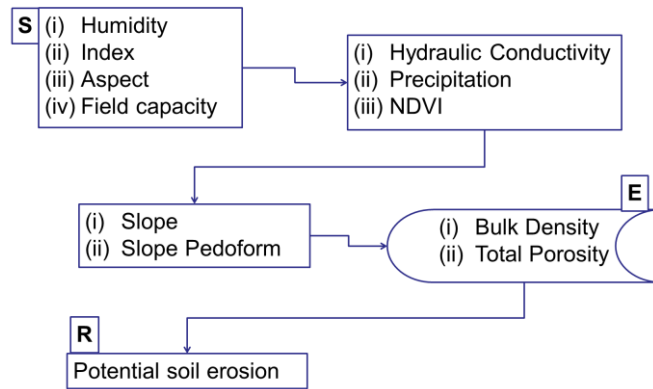 S
(i) Humidity
(ii) Index
(iii) Aspect
(iv) Field capacity
(i) Hydraulic Conductivity
(ii) Precipitation
(iii) NDVI
(i) Slope
(ii) Slope Pedoform
E
(i) Bulk Density
(ii) Total Porosity
R
Potential soil erosion